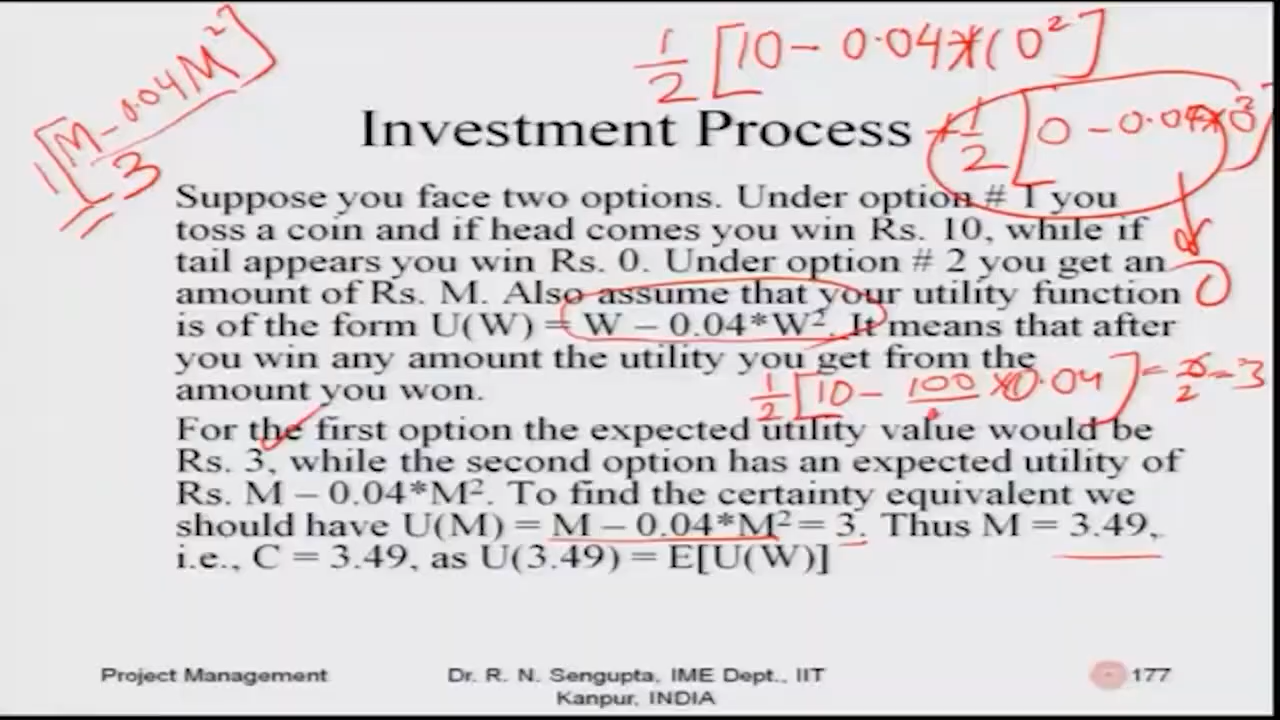 1/2 [10 - 0.04*(0²]
1[M - 0.04M²]
3
Investment Process
+1/2 [0 - 0.04*
Suppose you face two options. Under option # 1 you
toss a coin and if head comes you win Rs. 10, while if
tail appears you win Rs. 0. Under option # 2 you get an
amount of Rs. M. Also assume that your utility function
0
is of the form U(W) = W – 0.04*W². It means that after
you win any amount the utility you get from the
amount you won.
1/2 [10 - 100 × 0.04] = 6/2 = 3
For the first option the expected utility value would be
Rs. 3, while the second option has an expected utility of
Rs. M – 0.04*M². To find the certainty equivalent we
should have U(M) = M – 0.04*M² = 3. Thus M = 3.49,
i.e., C = 3.49, as U(3.49) = E[U(W)]
Project Management
Dr. R. N. Sengupta, IME Dept., IIT
Kanpur, INDIA
177